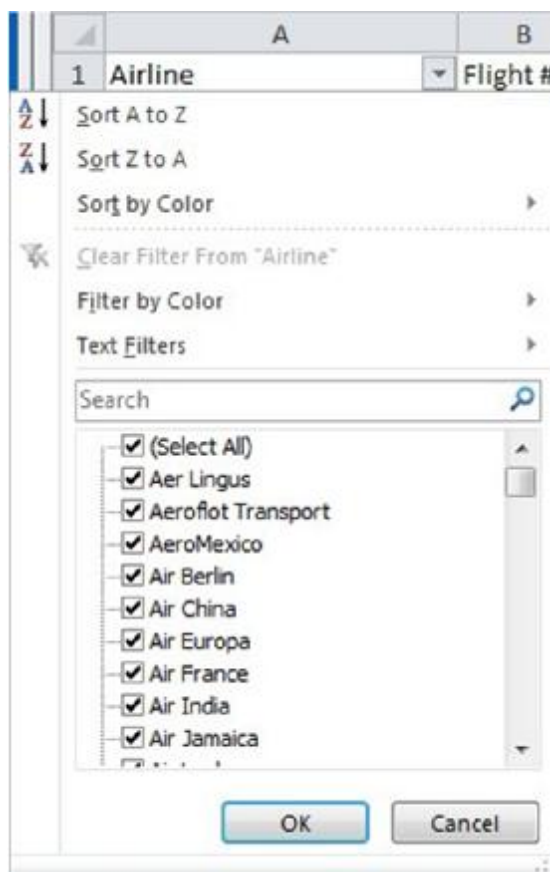 A B
1 Airline Flight #
Sort A to Z
Sort Z to A
Sort by Color
Clear Filter From "Airline"
Filter by Color
Text Filters
Search
(Select All)
Aer Lingus
Aeroflot Transport
AeroMexico
Air Berlin
Air China
Air Europa
Air France
Air India
Air Jamaica
OK Cancel